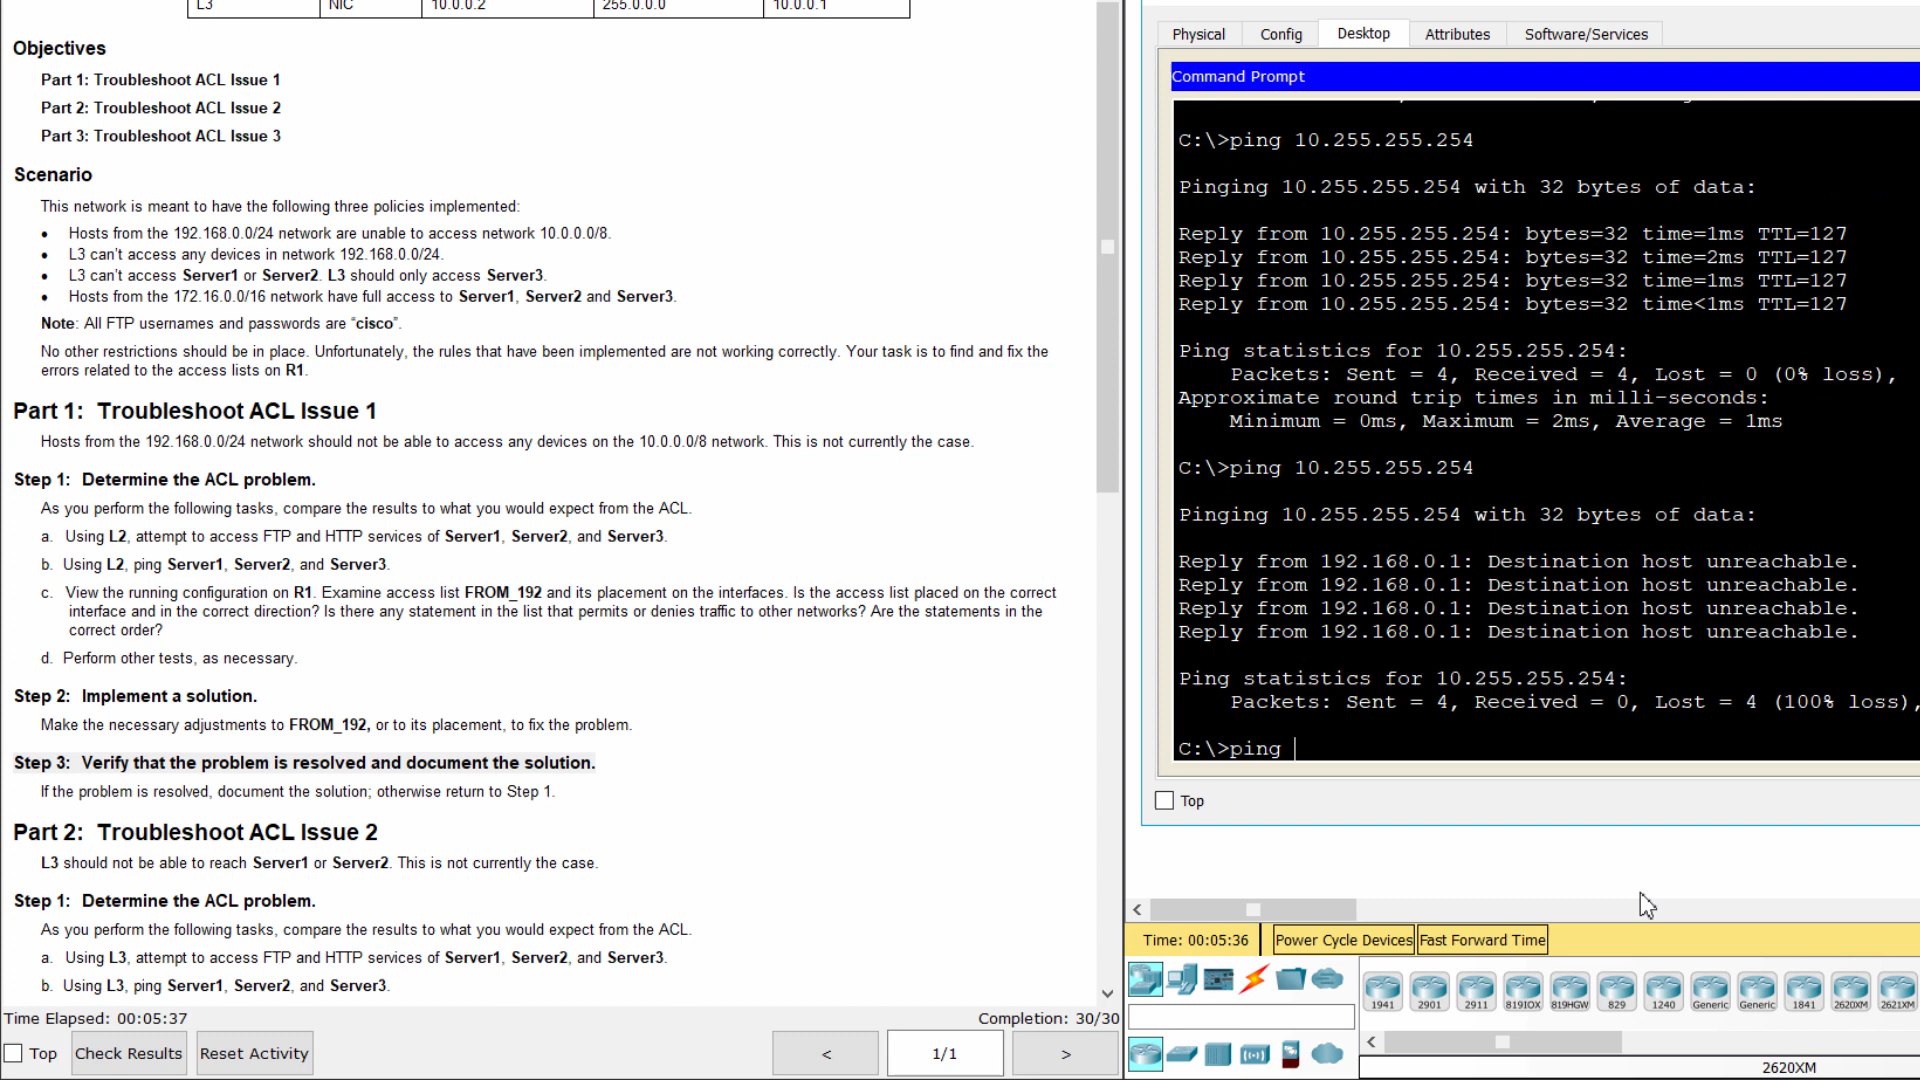 L3 NIC 10.0.0.2 255.0.0.0 10.0.0.1
Objectives
Part 1: Troubleshoot ACL Issue 1
Part 2: Troubleshoot ACL Issue 2
Part 3: Troubleshoot ACL Issue 3
Scenario
This network is meant to have the following three policies implemented:
• Hosts from the 192.168.0.0/24 network are unable to access network 10.0.0.0/8.
• L3 can't access any devices in network 192.168.0.0/24.
• L3 can't access Server1 or Server2. L3 should only access Server3.
• Hosts from the 172.16.0.0/16 network have full access to Server1, Server2 and Server3.
Note: All FTP usernames and passwords are “cisco”.
No other restrictions should be in place. Unfortunately, the rules that have been implemented are not working correctly. Your task is to find and fix the
errors related to the access lists on R1.
Part 1: Troubleshoot ACL Issue 1
Hosts from the 192.168.0.0/24 network should not be able to access any devices on the 10.0.0.0/8 network. This is not currently the case.
Step 1: Determine the ACL problem.
As you perform the following tasks, compare the results to what you would expect from the ACL.
a. Using L2, attempt to access FTP and HTTP services of Server1, Server2, and Server3.
b. Using L2, ping Server1, Server2, and Server3.
c. View the running configuration on R1. Examine access list FROM_192 and its placement on the interfaces. Is the access list placed on the correct
interface and in the correct direction? Is there any statement in the list that permits or denies traffic to other networks? Are the statements in the
correct order?
d. Perform other tests, as necessary.
Step 2: Implement a solution.
Make the necessary adjustments to FROM_192, or to its placement, to fix the problem.
Step 3: Verify that the problem is resolved and document the solution.
If the problem is resolved, document the solution; otherwise return to Step 1.
Part 2: Troubleshoot ACL Issue 2
L3 should not be able to reach Server1 or Server2. This is not currently the case.
Step 1: Determine the ACL problem.
As you perform the following tasks, compare the results to what you would expect from the ACL.
a. Using L3, attempt to access FTP and HTTP services of Server1, Server2, and Server3.
b. Using L3, ping Server1, Server2, and Server3.
Time Elapsed: 00:05:37 Completion: 30/30
Top Check Results Reset Activity < 1/1 >
Physical Config Desktop Attributes Software/Services
Command Prompt
C:\>ping 10.255.255.254
Pinging 10.255.255.254 with 32 bytes of data:
Reply from 10.255.255.254: bytes=32 time=1ms TTL=127
Reply from 10.255.255.254: bytes=32 time=2ms TTL=127
Reply from 10.255.255.254: bytes=32 time=1ms TTL=127
Reply from 10.255.255.254: bytes=32 time<1ms TTL=127
Ping statistics for 10.255.255.254:
Packets: Sent = 4, Received = 4, Lost = 0 (0% loss),
Approximate round trip times in milli-seconds:
Minimum = 0ms, Maximum = 2ms, Average = 1ms
C:\>ping 10.255.255.254
Pinging 10.255.255.254 with 32 bytes of data:
Reply from 192.168.0.1: Destination host unreachable.
Reply from 192.168.0.1: Destination host unreachable.
Reply from 192.168.0.1: Destination host unreachable.
Reply from 192.168.0.1: Destination host unreachable.
Ping statistics for 10.255.255.254:
Packets: Sent = 4, Received = 0, Lost = 4 (100% loss),
C:\>ping
Top
Time: 00:05:36 Power Cycle Devices Fast Forward Time
1941 2901 2911 819IOX 819HGW 829 1240 Generic Generic 1841 2620XM 2621XM
2620XM